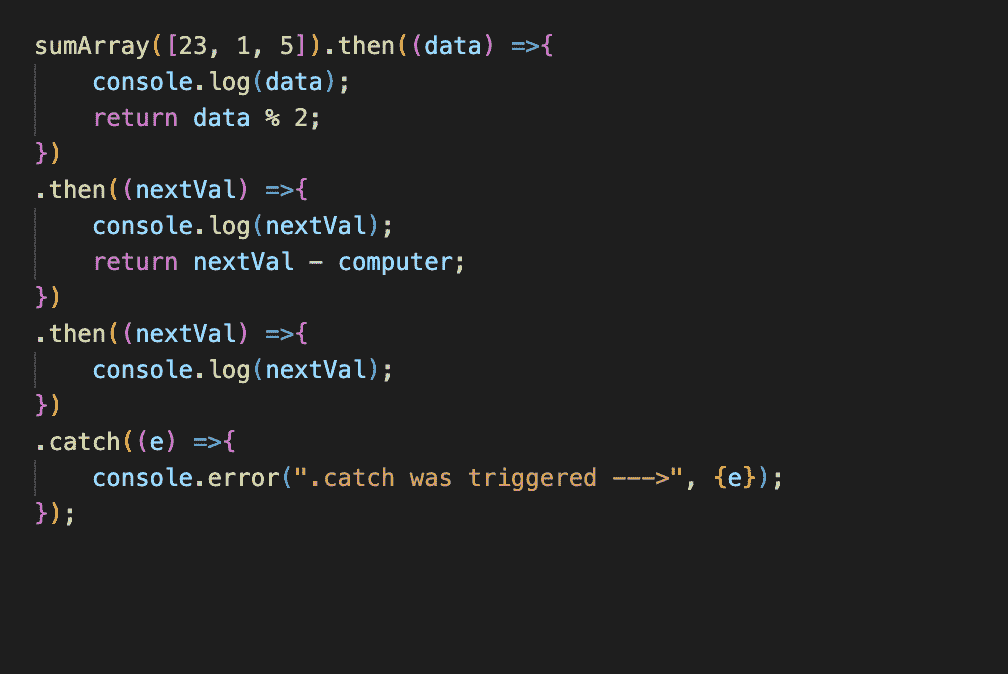 sumArray([23, 1, 5]).then((data) =>{
    console.log(data);
    return data % 2;
})
.then((nextVal) =>{
    console.log(nextVal);
    return nextVal - computer;
})
.then((nextVal) =>{
    console.log(nextVal);
})
.catch((e) =>{
    console.error(".catch was triggered --->", {e});
});